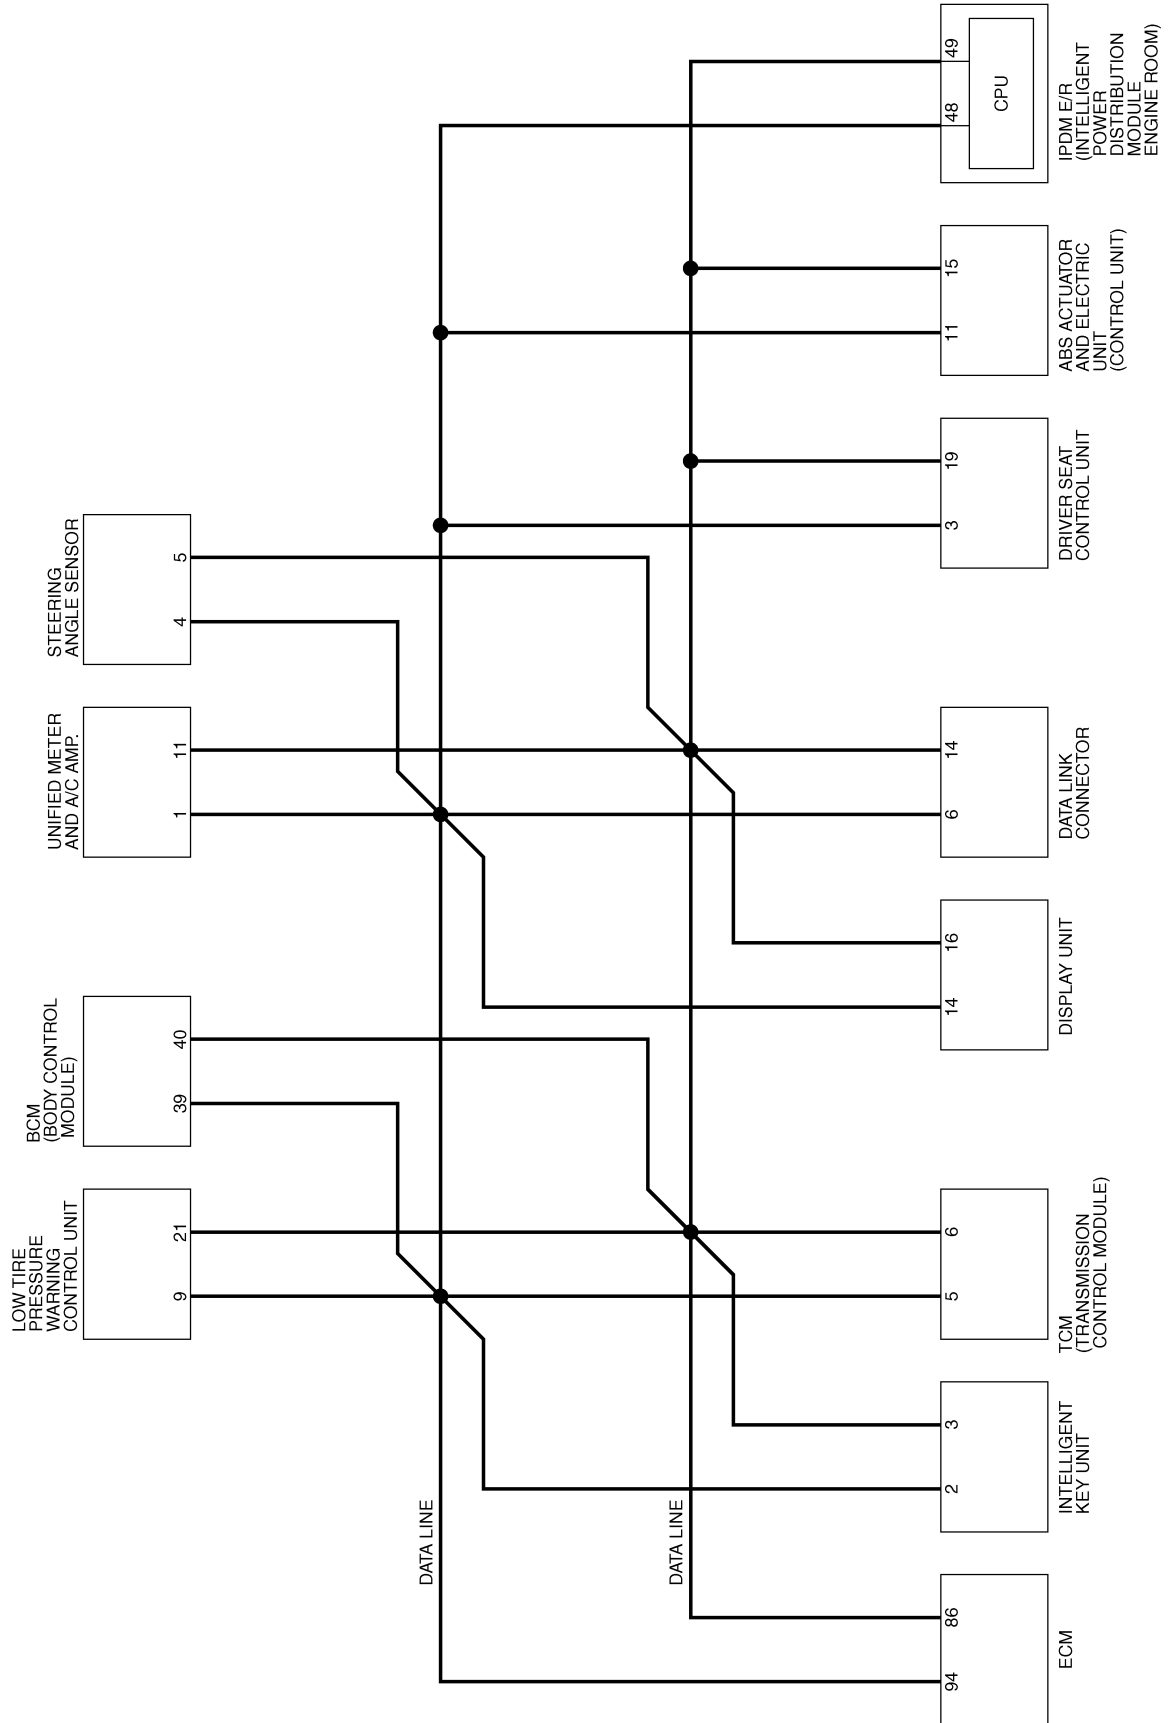 LOW TIRE
PRESSURE
WARNING
CONTROL UNIT
9
21
BCM
(BODY CONTROL
MODULE)
39
40
UNIFIED METER
AND A/C AMP.
1
11
STEERING
ANGLE SENSOR
4
5
DATA LINE
DATA LINE
94
86
ECM
2
3
INTELLIGENT
KEY UNIT
5
6
TCM
(TRANSMISSION
CONTROL MODULE)
14
16
DISPLAY UNIT
6
14
DATA LINK
CONNECTOR
3
19
DRIVER SEAT
CONTROL UNIT
11
15
ABS ACTUATOR
AND ELECTRIC
UNIT
(CONTROL UNIT)
48
49
CPU
IPDM E/R
(INTELLIGENT
POWER
DISTRIBUTION
MODULE
ENGINE ROOM)